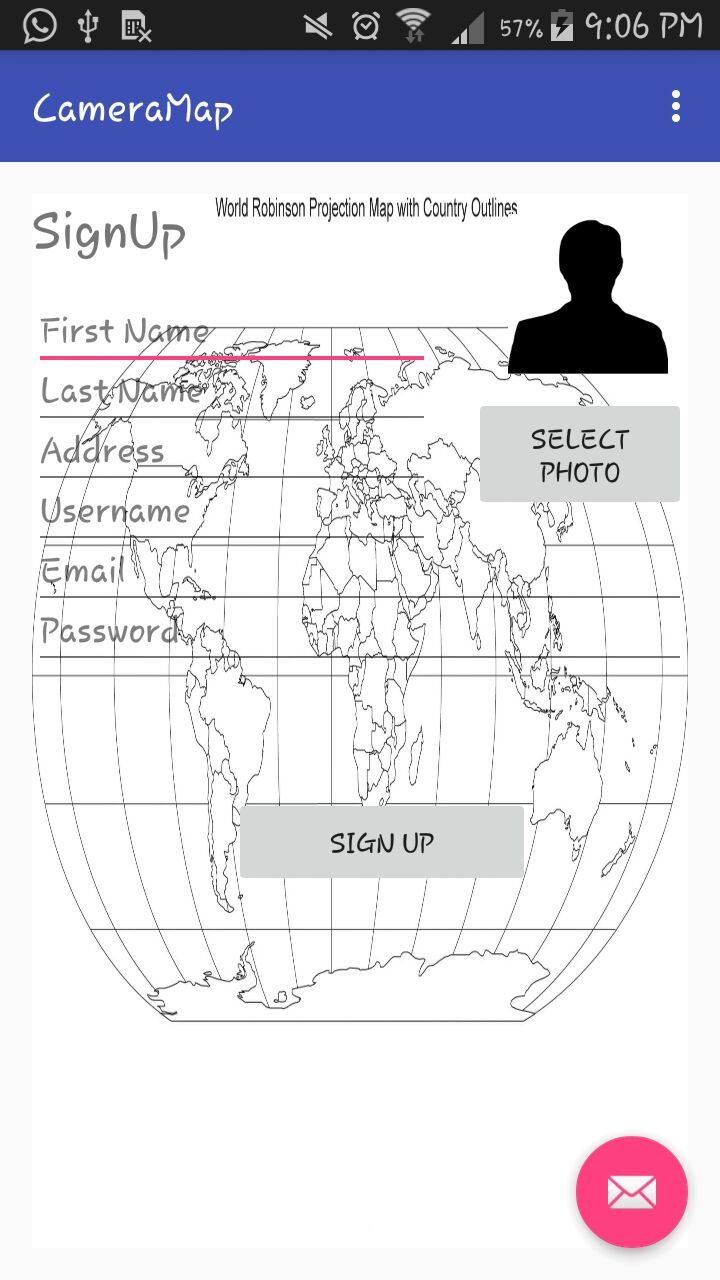 57% 9:06 PM
CameraMap
World Robinson Projection Map with Country Outlines
SignUp
First Name
Last Name
Address
SELECT
PHOTO
Username
Email
Password
SIGN UP